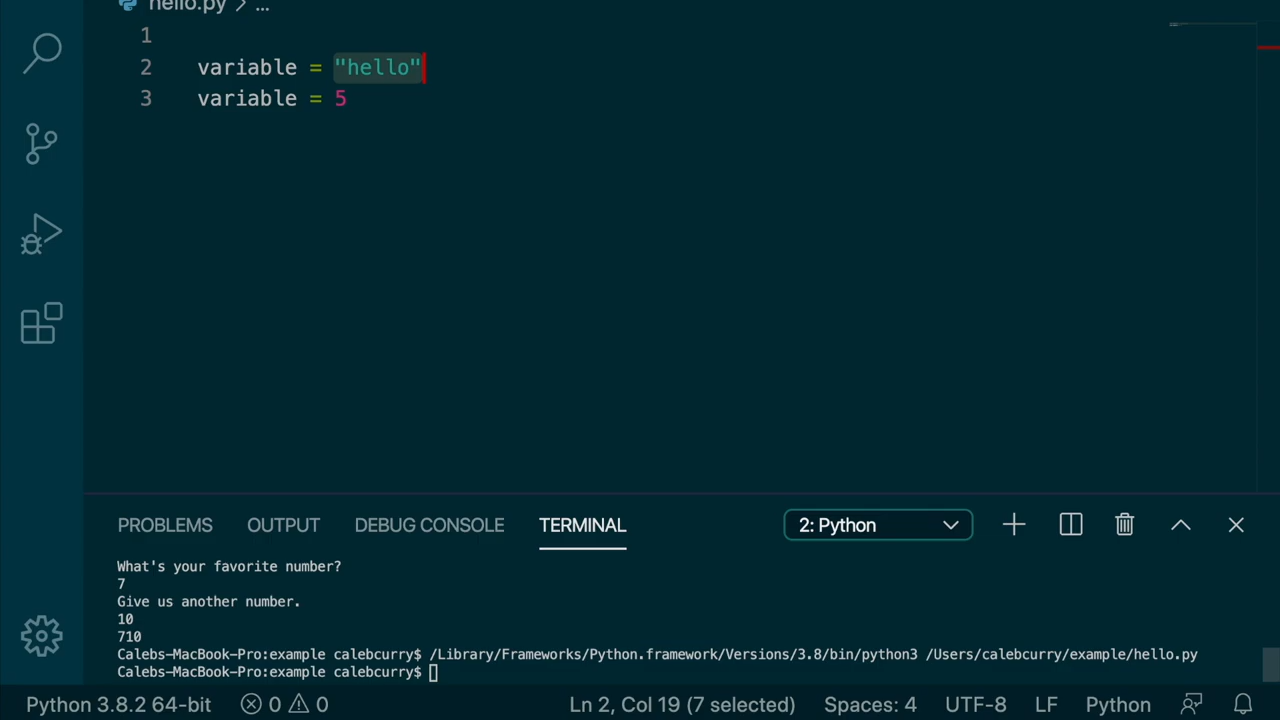 hello.py > ...
1
2 variable = "hello"
3 variable = 5
PROBLEMS OUTPUT DEBUG CONSOLE TERMINAL 2: Python
What's your favorite number?
7
Give us another number.
10
710
Calebs-MacBook-Pro:example calebcurry$ /Library/Frameworks/Python.framework/Versions/3.8/bin/python3 /Users/calebcurry/example/hello.py
Calebs-MacBook-Pro:example calebcurry$
Python 3.8.2 64-bit 0 0 Ln 2, Col 19 (7 selected) Spaces: 4 UTF-8 LF Python